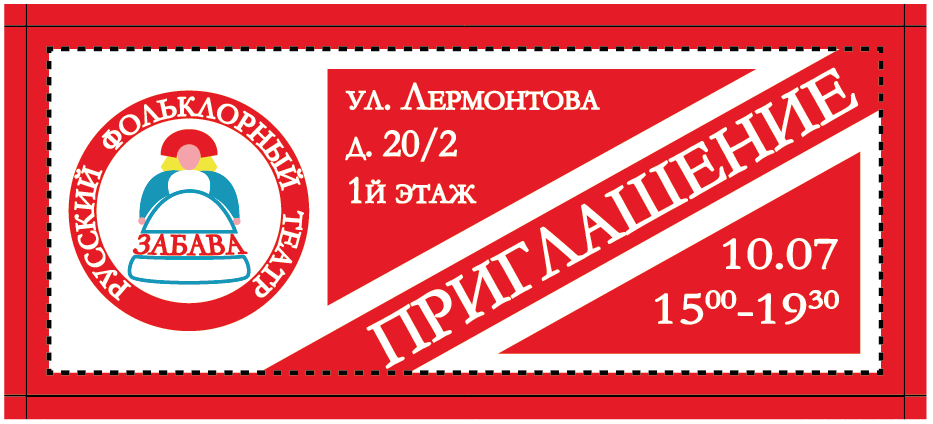 РУССКИЙ ФОЛЬКЛОРНЫЙ ТЕАТР
ЗАБАВА
ул. Лермонтова
д. 20/2
1й этаж
ПРИГЛАШЕНИЕ
10.07
15⁰⁰-19³⁰